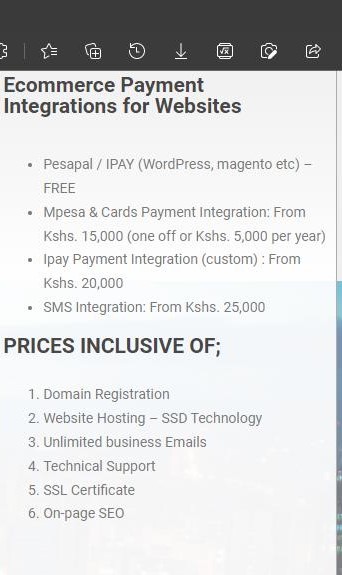 Ecommerce Payment
Integrations for Websites
• Pesapal / IPAY (WordPress, magento etc) –
FREE
• Mpesa & Cards Payment Integration: From
Kshs. 15,000 (one off or Kshs. 5,000 per year)
• Ipay Payment Integration (custom) : From
Kshs. 20,000
• SMS Integration: From Kshs. 25,000
PRICES INCLUSIVE OF;
1. Domain Registration
2. Website Hosting – SSD Technology
3. Unlimited business Emails
4. Technical Support
5. SSL Certificate
6. On-page SEO